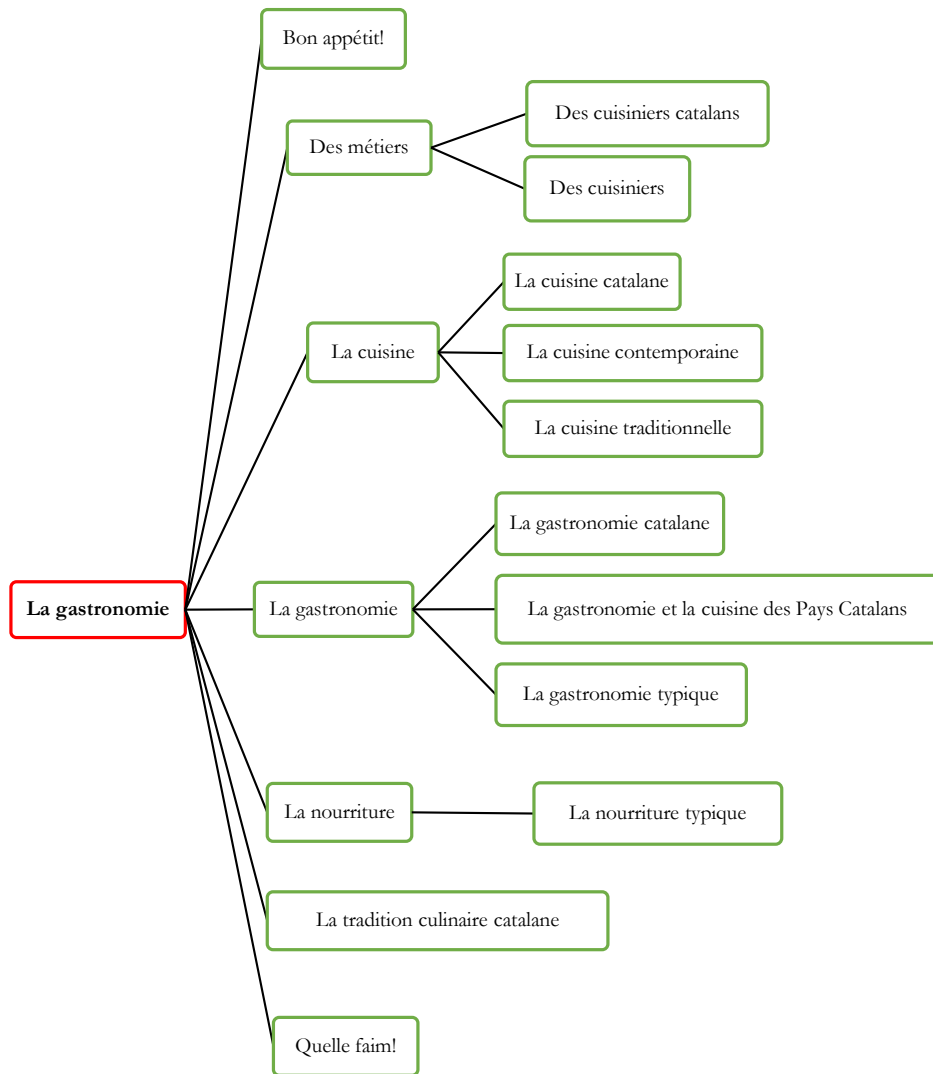 Bon appétit!
Des métiers
Des cuisiniers catalans
Des cuisiniers
La cuisine
La cuisine catalane
La cuisine contemporaine
La cuisine traditionnelle
La gastronomie
La gastronomie
La gastronomie catalane
La gastronomie et la cuisine des Pays Catalans
La gastronomie typique
La nourriture
La nourriture typique
La tradition culinaire catalane
Quelle faim!